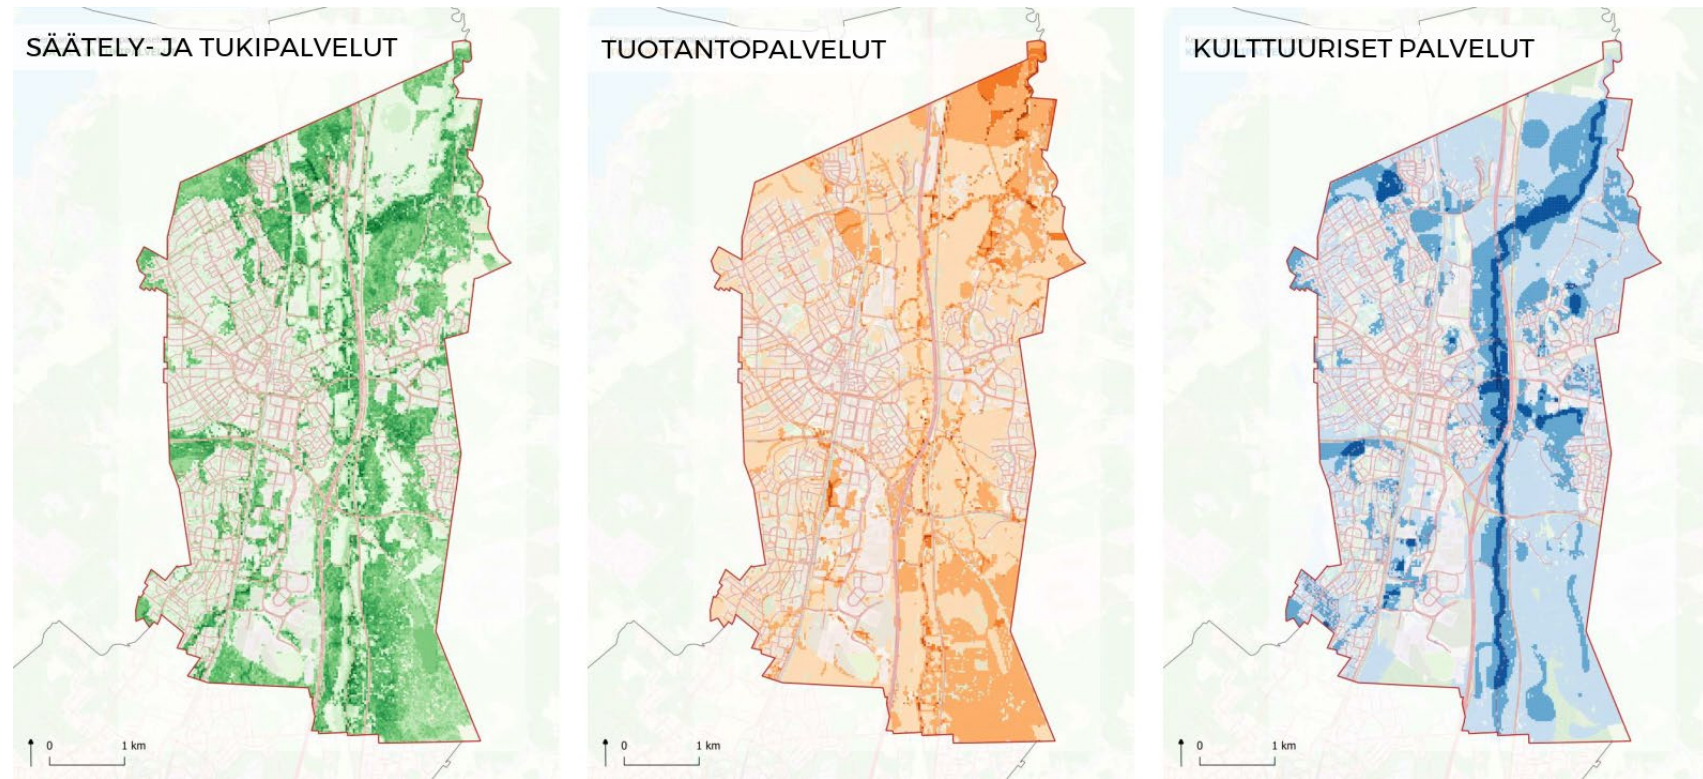 SÄÄTELY- JA TUKIPALVELUT
TUOTANTOPALVELUT
KULTTUURISET PALVELUT
0 1 km
0 1 km
0 1 km